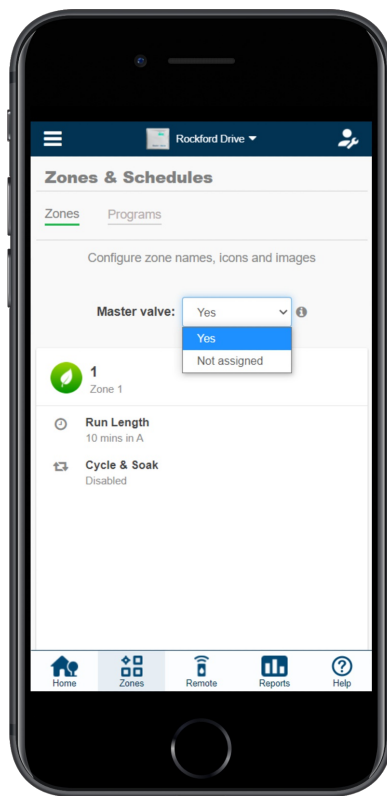 Rockford Drive
Zones & Schedules
Zones Programs
Configure zone names, icons and images
Master valve: Yes
Yes
Not assigned
1
Zone 1
Run Length
10 mins in A
Cycle & Soak
Disabled
Home Zones Remote Reports Help